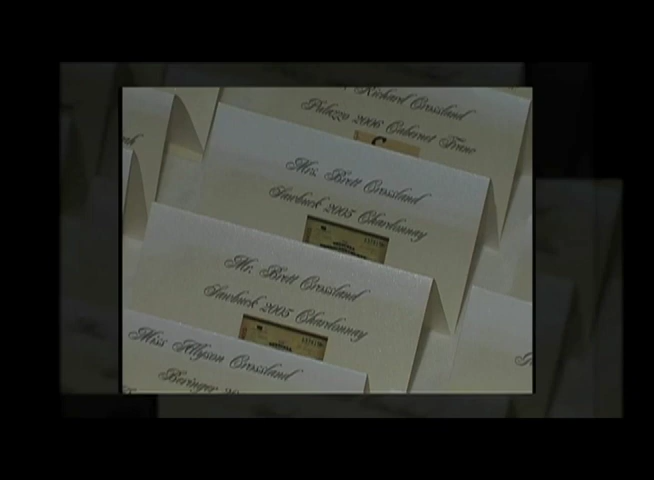 Richard Crossland
Palazzo 2006 Cabernet Franc
Mrs. Brett Crossland
Sawbuck 2005 Chardonnay
Mr. Brett Crossland
Sawbuck 2005 Chardonnay
Miss Allyson Crossland
Beringer